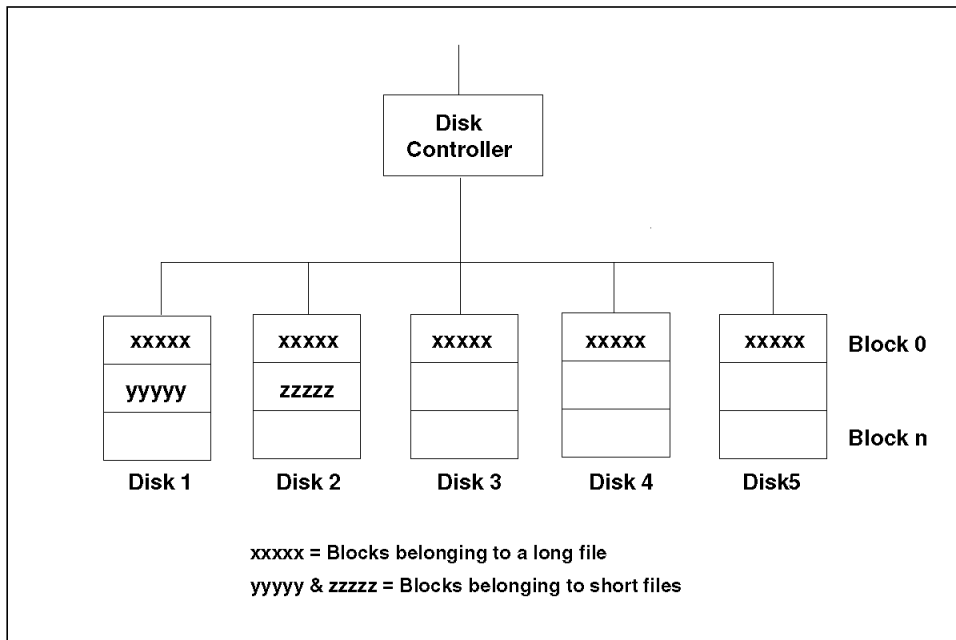 Disk
Controller
xxxxx xxxxx xxxxx xxxxx xxxxx Block 0
yyyyy zzzzz
Block n
Disk 1 Disk 2 Disk 3 Disk 4 Disk5
xxxxx = Blocks belonging to a long file
yyyyy & zzzzz = Blocks belonging to short files